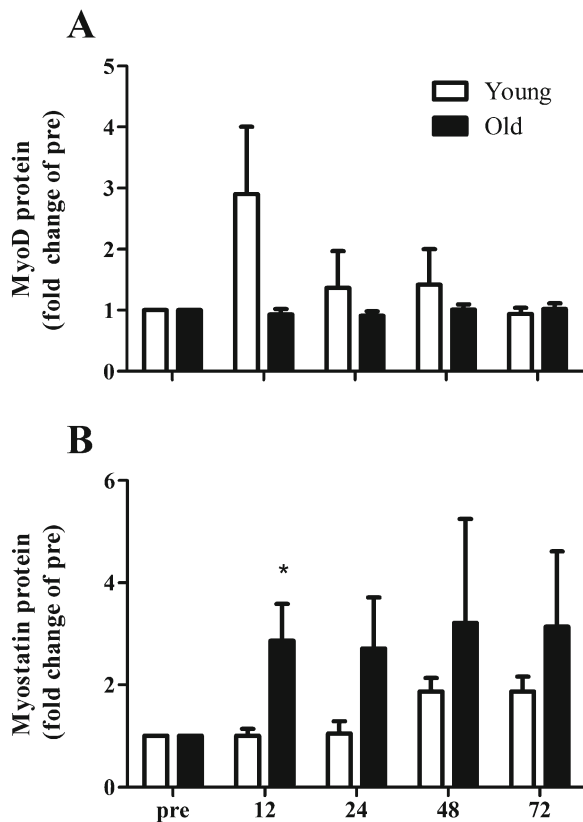 A
MyoD protein
(fold change of pre)
5
4
3
2
1
0
Young
Old
B
Myostatin protein
(fold change of pre)
6
4
2
0
*
pre 12 24 48 72